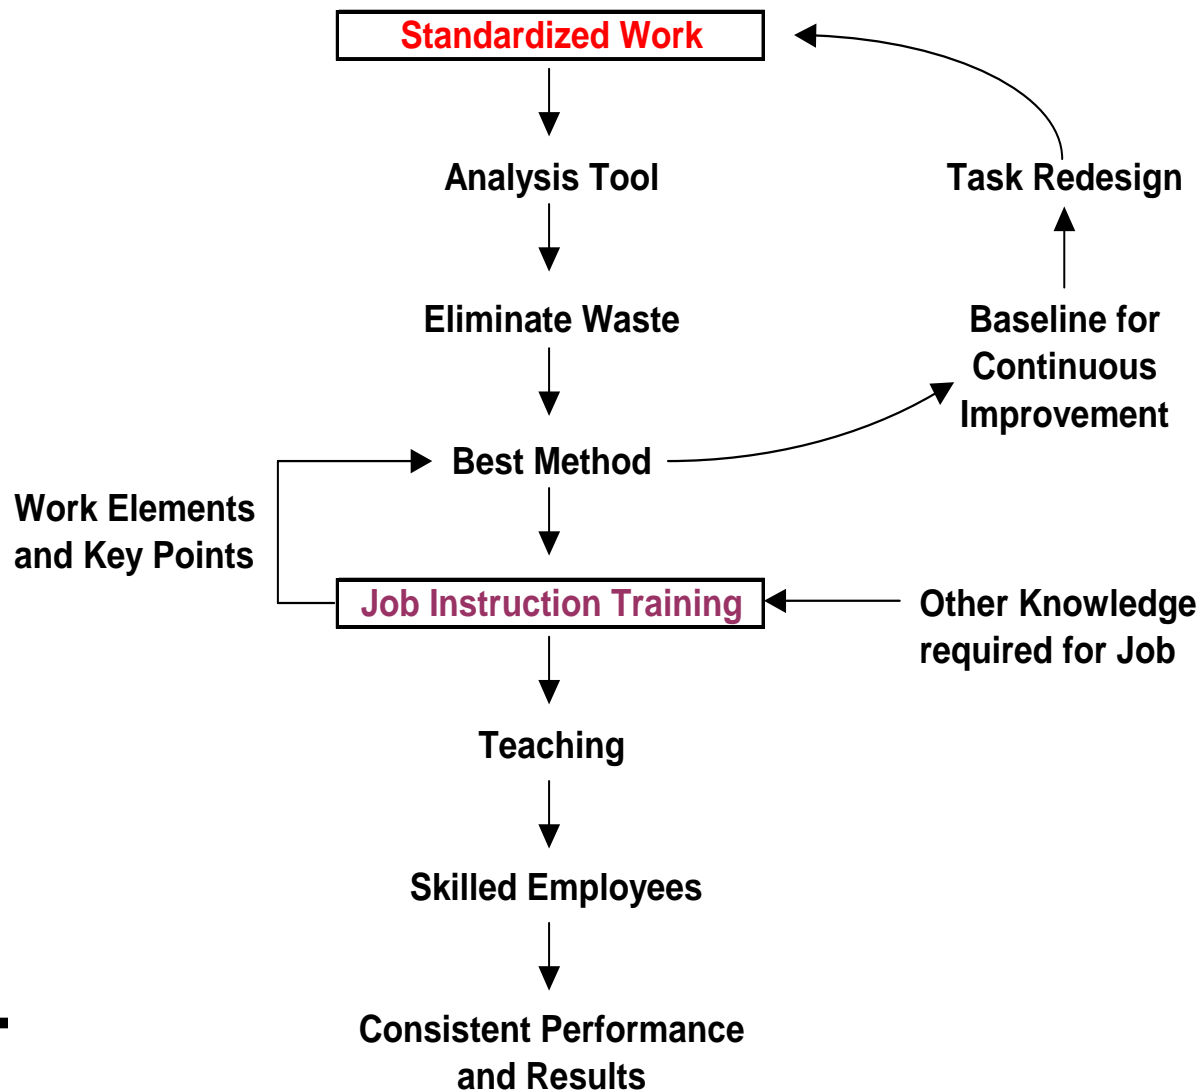 Standardized Work
Analysis Tool
Task Redesign
Eliminate Waste
Baseline for
Continuous
Improvement
Best Method
Work Elements
and Key Points
Job Instruction Training
Other Knowledge
required for Job
Teaching
Skilled Employees
Consistent Performance
and Results